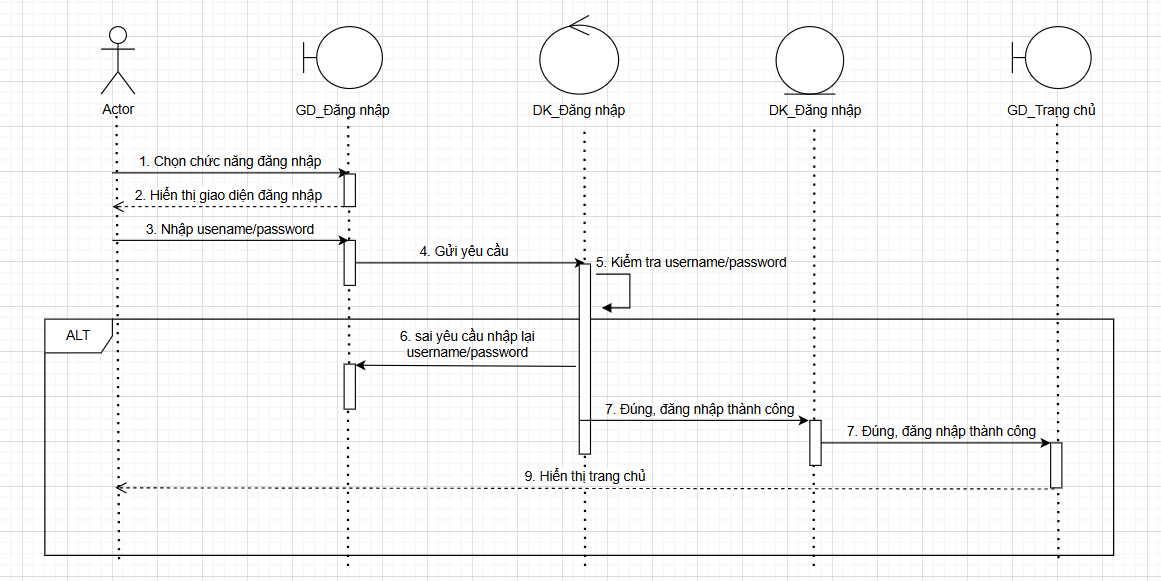 Actor
GD_Đăng nhập
DK_Đăng nhập
DK_Đăng nhập
GD_Trang chủ
1. Chọn chức năng đăng nhập
2. Hiển thị giao diện đăng nhập
3. Nhập usename/password
4. Gửi yêu cầu
5. Kiểm tra username/password
ALT
6. sai yêu cầu nhập lại
username/password
7. Đúng, đăng nhập thành công
7. Đúng, đăng nhập thành công
9. Hiển thị trang chủ